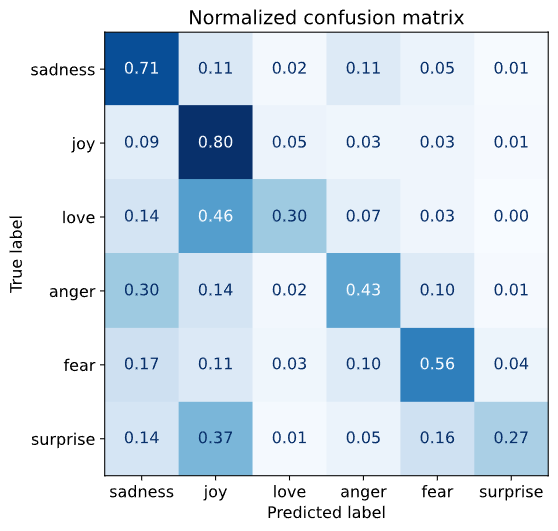 Normalized confusion matrix
sadness 0.71 0.11 0.02 0.11 0.05 0.01
joy 0.09 0.80 0.05 0.03 0.03 0.01
love 0.14 0.46 0.30 0.07 0.03 0.00
anger 0.30 0.14 0.02 0.43 0.10 0.01
fear 0.17 0.11 0.03 0.10 0.56 0.04
surprise 0.14 0.37 0.01 0.05 0.16 0.27
sadness joy love anger fear surprise
Predicted label
True label